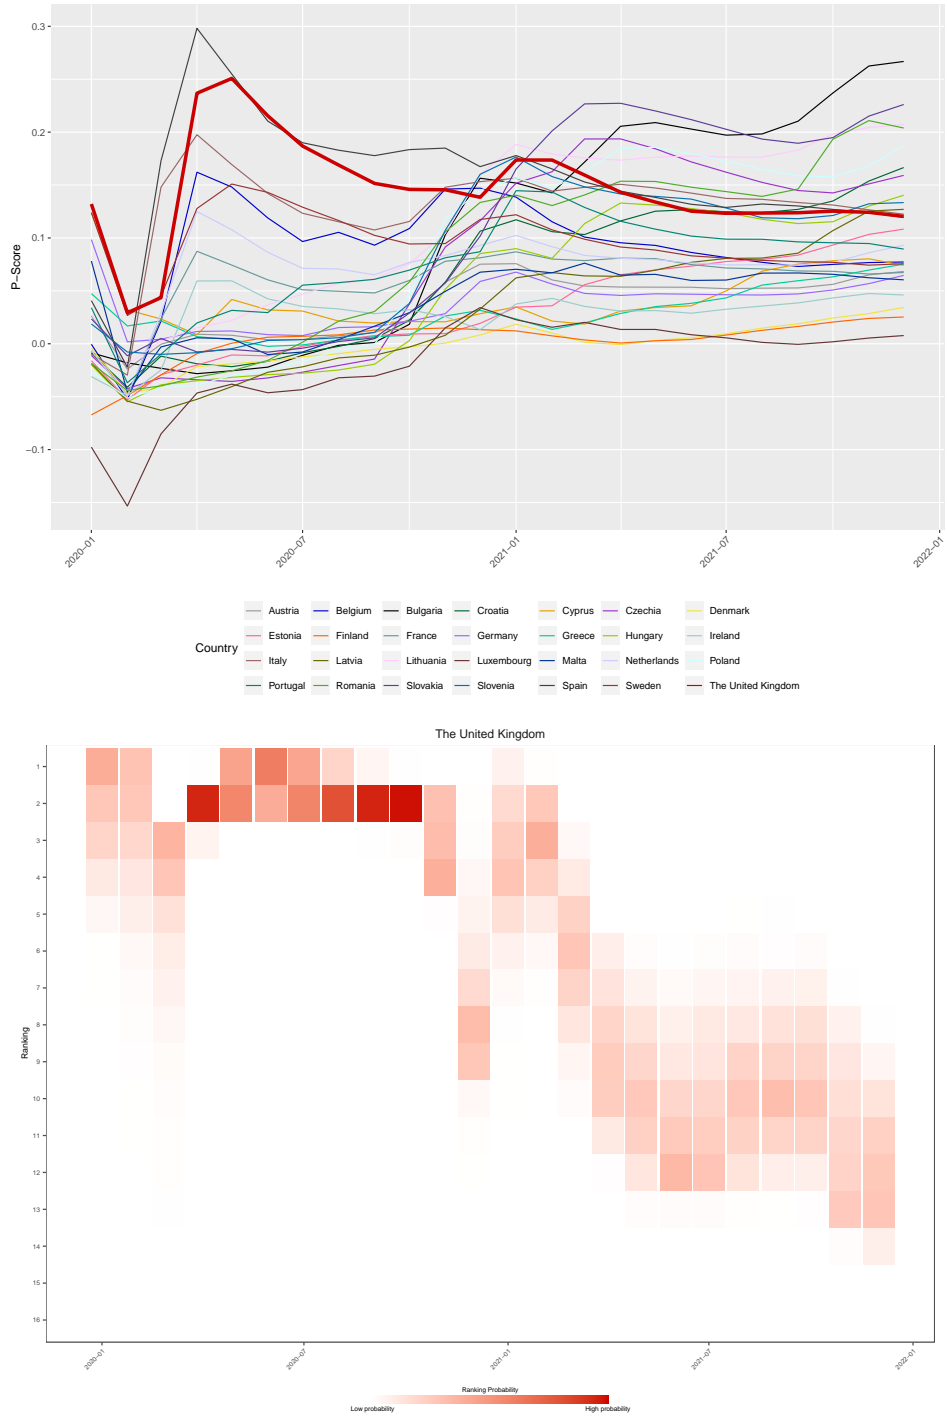 0.3
0.2
0.1
0.0
−0.1
P−Score
2020−01
2020−07
2021−01
2021−07
2022−01
Country
Austria
Belgium
Bulgaria
Croatia
Cyprus
Czechia
Denmark
Estonia
Finland
France
Germany
Greece
Hungary
Ireland
Italy
Latvia
Lithuania
Luxembourg
Malta
Netherlands
Poland
Portugal
Romania
Slovakia
Slovenia
Spain
Sweden
The United Kingdom
The United Kingdom
1
2
3
4
5
6
7
8
9
10
11
12
13
14
15
16
Ranking
2020−01
2020−07
2021−01
2021−07
2022−01
Ranking Probability
Low probability
High probability